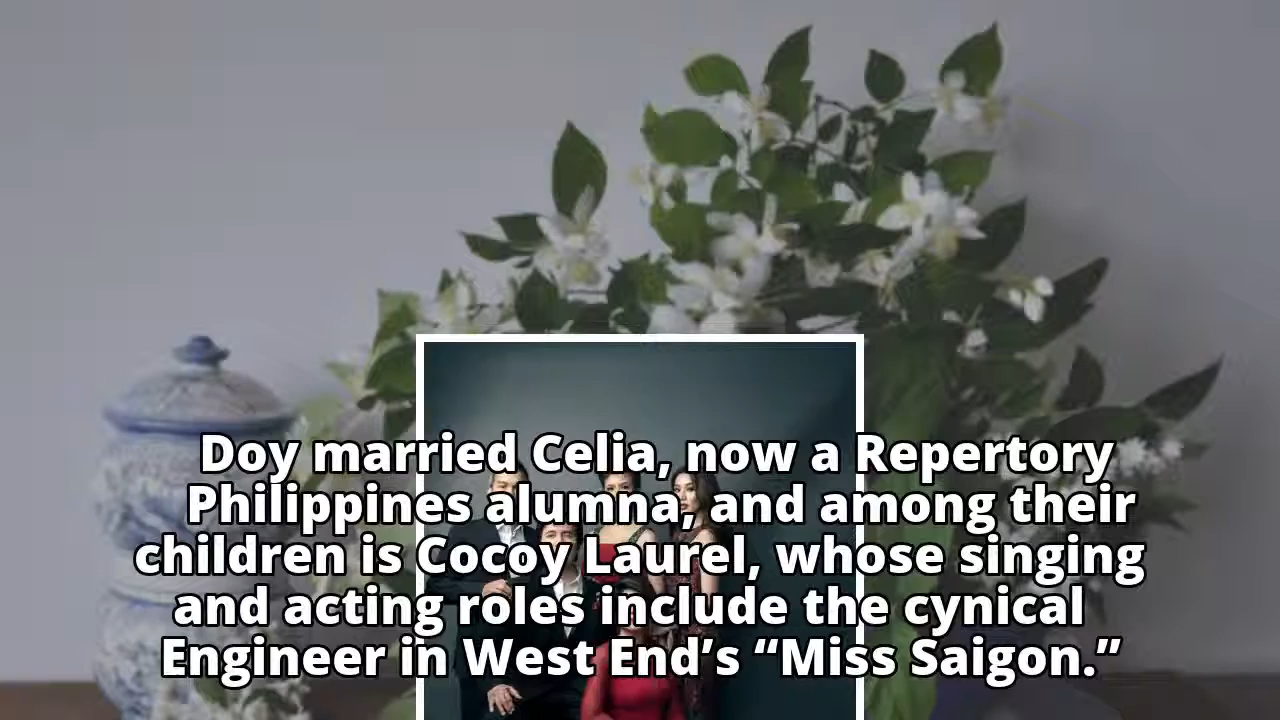 Doy married Celia, now a Repertory
Philippines alumna, and among their
children is Cocoy Laurel, whose singing
and acting roles include the cynical
Engineer in West End’s “Miss Saigon.”